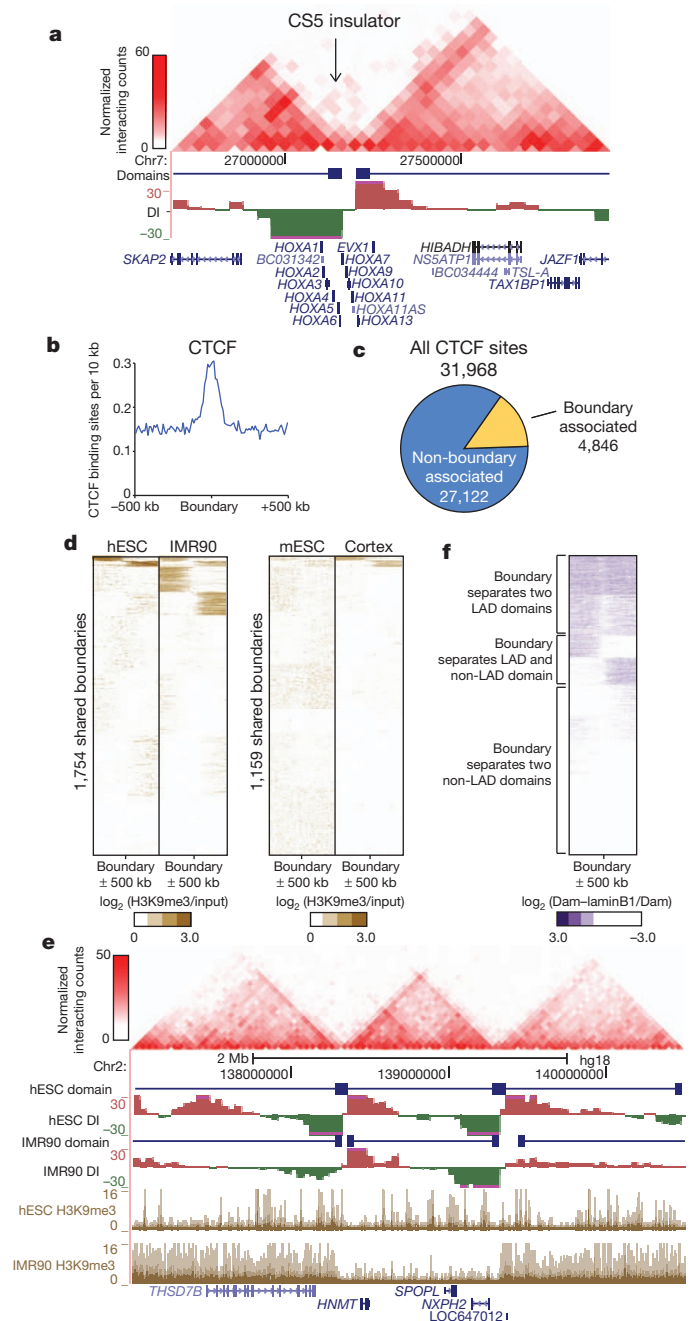 a
CS5 insulator
Normalized interacting counts
60
0
Chr7:
27000000
27500000
Domains
30
DI
−30
HOXA1
EVX1
HIBADH
SKAP2
BC031342
HOXA7
NS5ATP1
JAZF1
HOXA2
HOXA9
BC034444
TSL-A
HOXA3
HOXA10
TAX1BP1
HOXA4
HOXA11
HOXA5
HOXA11AS
HOXA6
HOXA13
b
CTCF
CTCF binding sites per 10 kb
0.3
0.2
0.1
0
−500 kb
Boundary
+500 kb
c
All CTCF sites
31,968
Boundary associated
4,846
Non-boundary associated
27,122
d
hESC
IMR90
1,754 shared boundaries
Boundary ± 500 kb
Boundary ± 500 kb
log2 (H3K9me3/input)
0
3.0
mESC
Cortex
1,159 shared boundaries
Boundary ± 500 kb
Boundary ± 500 kb
log2 (H3K9me3/input)
0
3.0
f
Boundary separates two LAD domains
Boundary separates LAD and non-LAD domain
Boundary separates two non-LAD domains
Boundary ± 500 kb
log2 (Dam–laminB1/Dam)
3.0
−3.0
e
Normalized interacting counts
50
0
2 Mb
hg18
Chr2:
138000000
139000000
140000000
hESC domain
30
hESC DI
−30
IMR90 domain
30
IMR90 DI
−30
16
hESC H3K9me3
0
16
IMR90 H3K9me3
0
THSD7B
SPOPL
HNMT
NXPH2
LOC647012